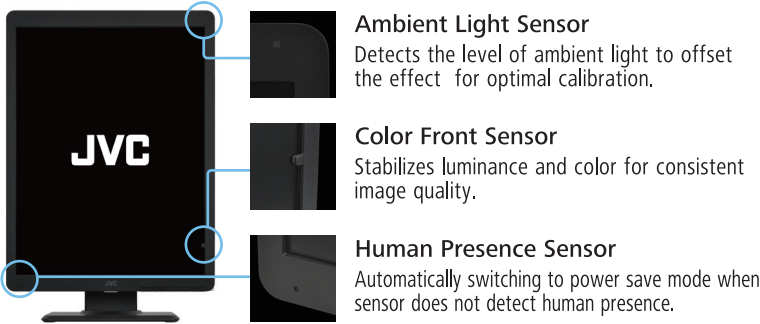 JVC
JVC
Ambient Light Sensor
Detects the level of ambient light to offset
the effect for optimal calibration.
Color Front Sensor
Stabilizes luminance and color for consistent
image quality.
Human Presence Sensor
Automatically switching to power save mode when
sensor does not detect human presence.